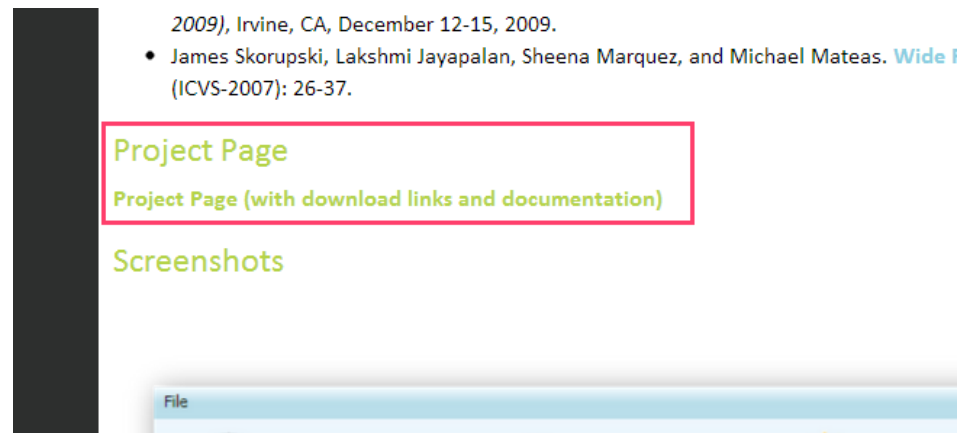 2009), Irvine, CA, December 12-15, 2009.
• James Skorupski, Lakshmi Jayapalan, Sheena Marquez, and Michael Mateas. Wide
(ICVS-2007): 26-37.
Project Page
Project Page (with download links and documentation)
Screenshots
File